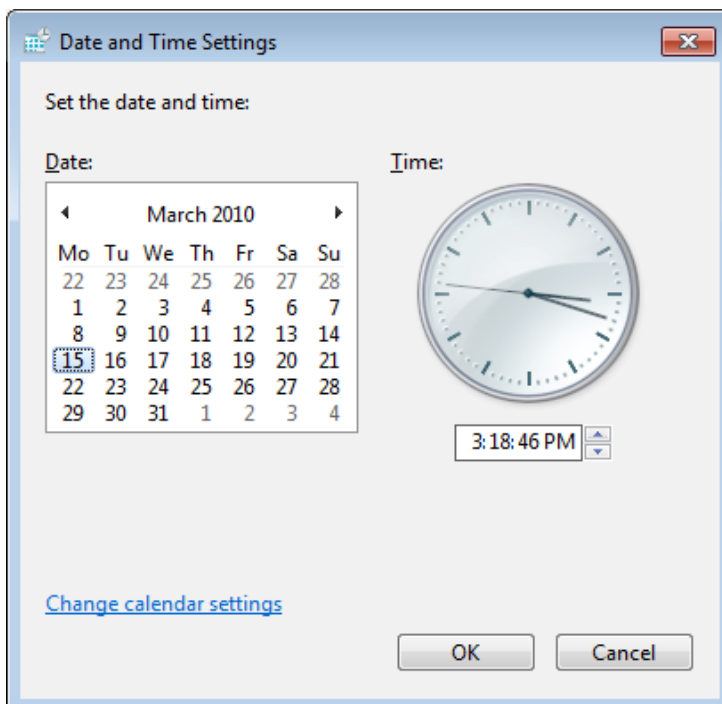 Date and Time Settings
Set the date and time:
Date:
Time:
March 2010
Mo Tu We Th Fr Sa Su
22 23 24 25 26 27 28
1 2 3 4 5 6 7
8 9 10 11 12 13 14
15 16 17 18 19 20 21
22 23 24 25 26 27 28
29 30 31 1 2 3 4
3:18:46 PM
Change calendar settings
OK
Cancel